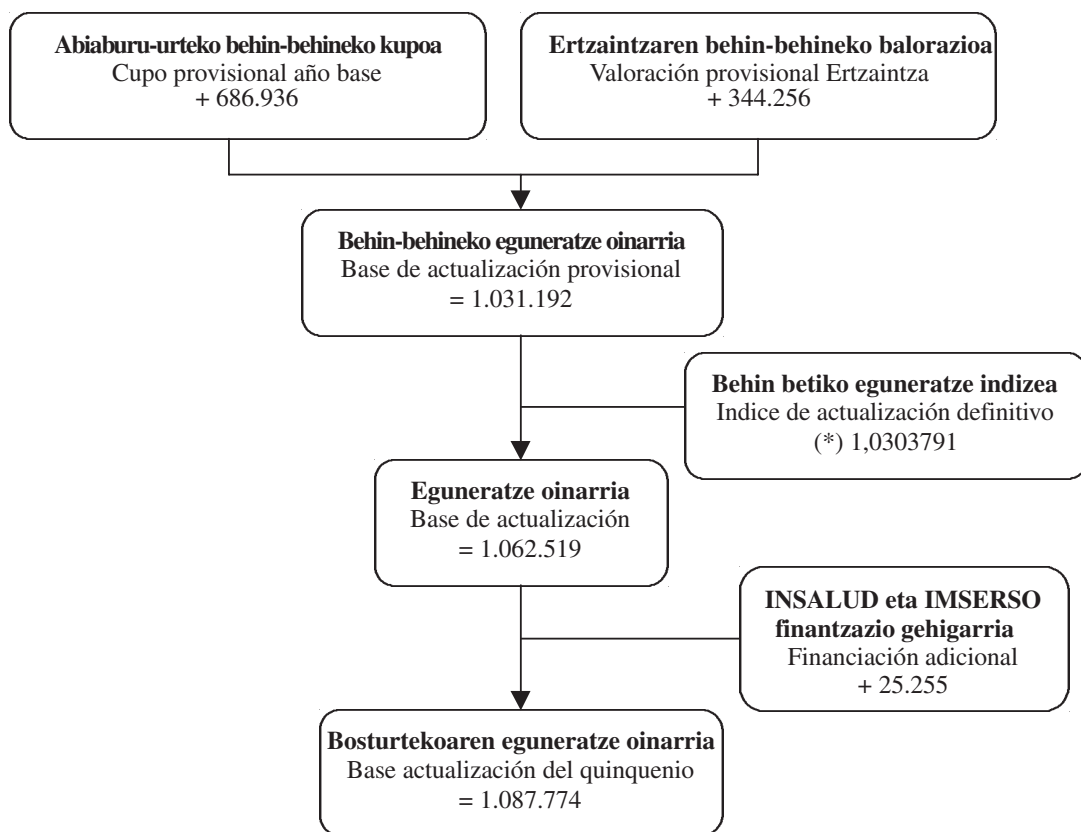 Abiaburu-urteko behin-behineko kupoa
Cupo provisional año base
+ 686.936
Ertzaintzaren behin-behineko balorazioa
Valoración provisional Ertzaintza
+ 344.256
Behin-behineko eguneratze oinarria
Base de actualización provisional
= 1.031.192
Behin betiko eguneratze indizea
Indice de actualización definitivo
(*) 1,0303791
Eguneratze oinarria
Base de actualización
= 1.062.519
INSALUD eta IMSERSO
finantzazio gehigarria
Financiación adicional
+ 25.255
Bosturtekoaren eguneratze oinarria
Base actualización del quinquenio
= 1.087.774